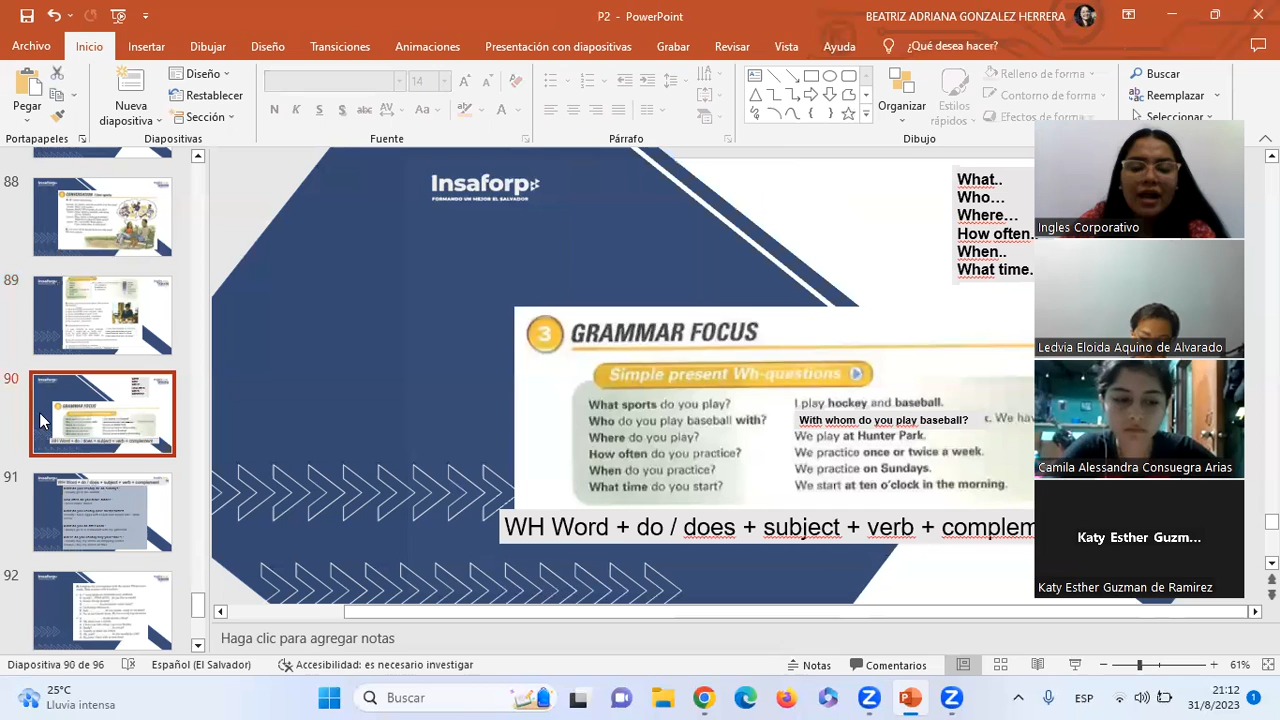 P2 - PowerPoint
BEATRIZ ADRIANA GONZALEZ HERRERA
Archivo Inicio Insertar Dibujar Diseño Transiciones Animaciones Presentación con diapositivas Grabar Revisar Vista Ayuda ¿Qué desea hacer?
Pegar
Portapapeles
Nueva diapositiva
Diseño
Restablecer
Sección
Diapositivas
14
N K S abc AV Aa A
Fuente
Párrafo
Organizar
Estilos rápidos
Relleno de forma
Contorno de forma
Efectos de forma
Dibujo
Buscar
Reemplazar
Seleccionar
88
89
90
91
92
Insaforp
FORMANDO UN MEJOR EL SALVADOR
What..
Who…
Where…
How often..
When..
What time.
3 GRAMMAR FOCUS
Simple present Wh-questions
What sports do you play? I play hockey and baseball.
Who do you play baseball with? With whom do you play baseball? We hav
Where do you play? We play at Hunter Park.
How often do you practice? We practice once or twice a week.
When do you practice? We practice on Sundays.
What time do you start? We start at ten o'clock in the morning.
WH Word + do / does + subject + verb + complem
Ingles Corporativo
Ledvia Eloida Aquino de Alvarado
Camila Alesandra Consuegra Cines
Katy Esther Guzm...
Katy Esther Guzman de Ramirez
Haga clic para agregar notas
Diapositiva 90 de 96 Español (El Salvador) Accesibilidad: es necesario investigar Notas Comentarios 61%
25°C
Lluvia intensa
Buscar
ESP
21:12
31/8/2023
1